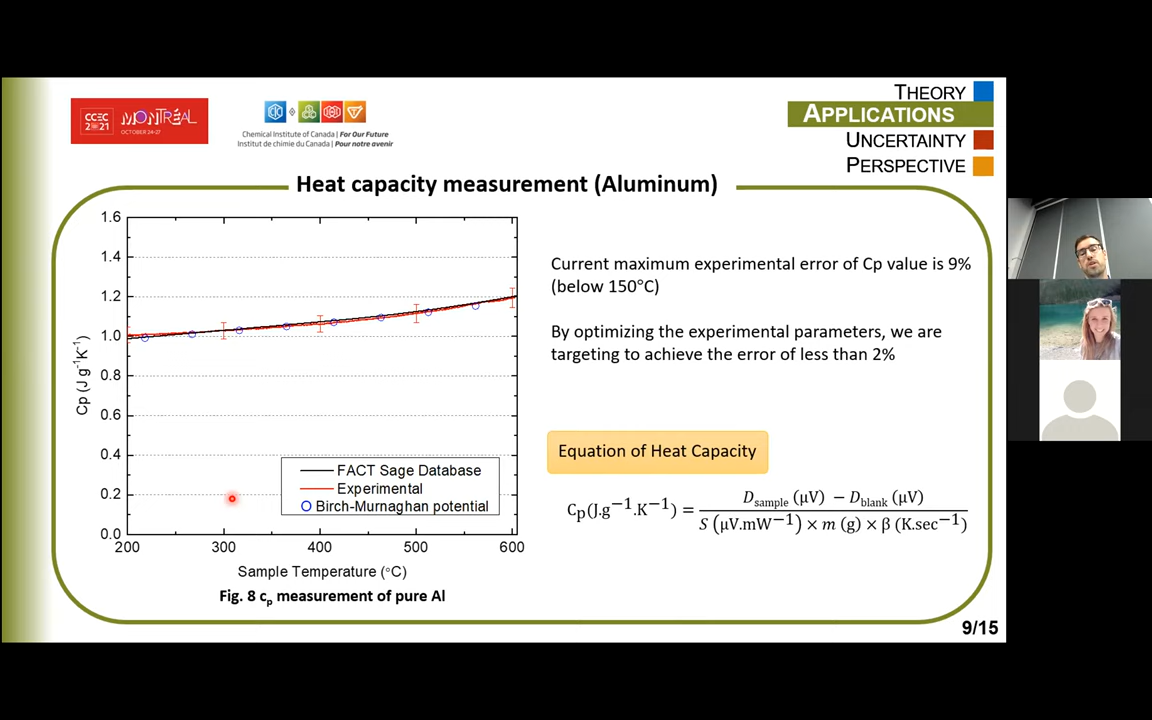 CCEC
2021
MONTRÉAL
OCTOBER 24-27
Chemical Institute of Canada | For Our Future
Institut de chimie du Canada | Pour notre avenir
THEORY
APPLICATIONS
UNCERTAINTY
PERSPECTIVE
Heat capacity measurement (Aluminum)
1.6
1.4
1.2
1.0
0.8
0.6
0.4
0.2
0.0
Cp (J g⁻¹K⁻¹)
FACT Sage Database
Experimental
Birch-Murnaghan potential
200 300 400 500 600
Sample Temperature (°C)
Fig. 8 cₚ measurement of pure Al
Current maximum experimental error of Cp value is 9%
(below 150°C)
By optimizing the experimental parameters, we are
targeting to achieve the error of less than 2%
Equation of Heat Capacity
Cₚ(J.g⁻¹.K⁻¹) = (D_sample (μV) − D_blank (μV)) / (S (μV.mW⁻¹) × m (g) × β (K.sec⁻¹))
9/15